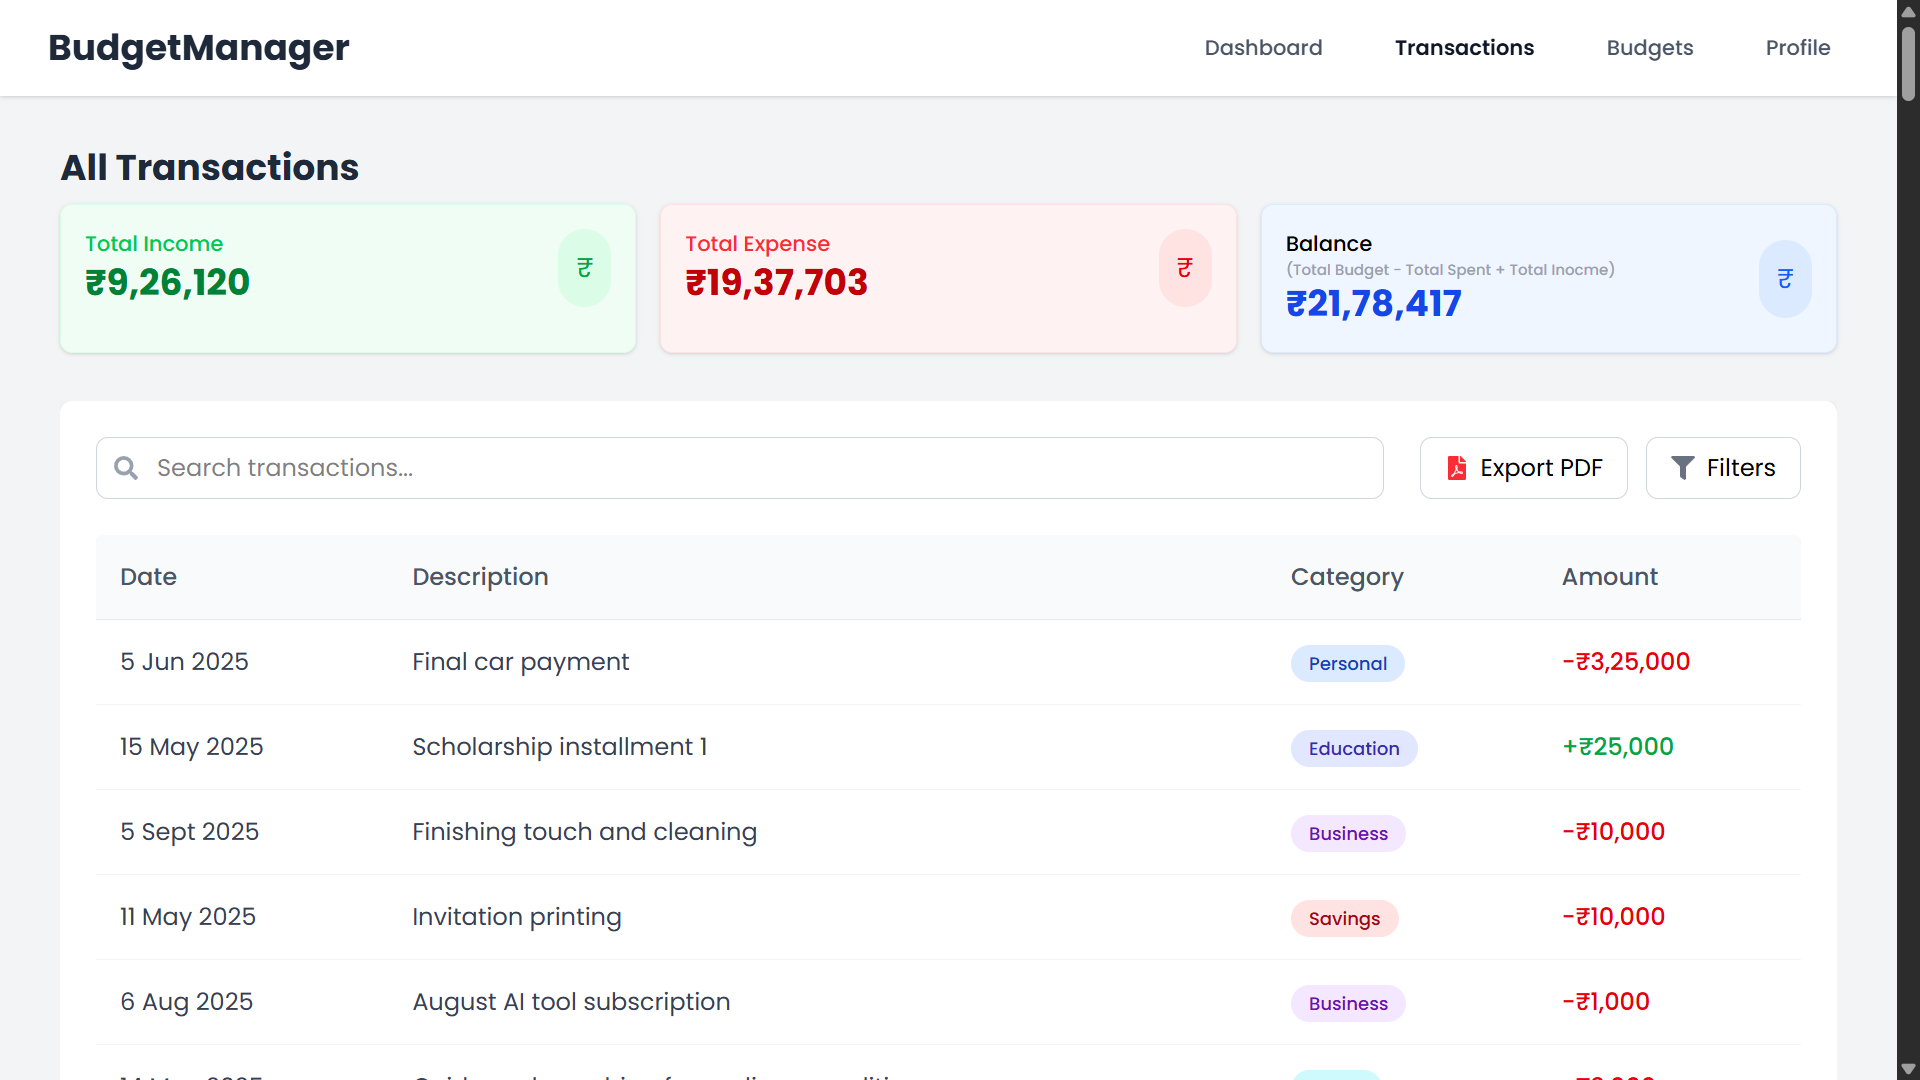 BudgetManager
Dashboard Transactions Budgets Profile
All Transactions
Total Income
₹9,26,120
₹
Total Expense
₹19,37,703
₹
Balance
(Total Budget - Total Spent + Total Inocme)
₹21,78,417
₹
Search transactions...
Export PDF
Filters
Date Description Category Amount
5 Jun 2025 Final car payment Personal -₹3,25,000
15 May 2025 Scholarship installment 1 Education +₹25,000
5 Sept 2025 Finishing touch and cleaning Business -₹10,000
11 May 2025 Invitation printing Savings -₹10,000
6 Aug 2025 August AI tool subscription Business -₹1,000